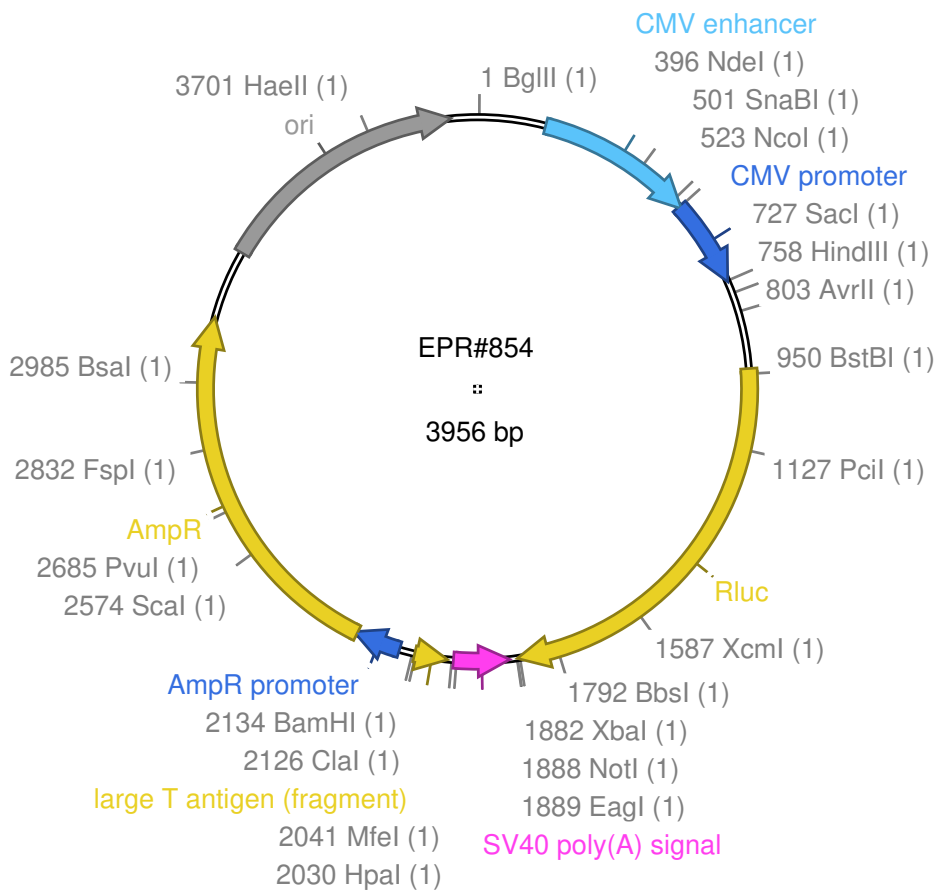 CMV enhancer
396 NdeI (1)
501 SnaBI (1)
523 NcoI (1)
CMV promoter
727 SacI (1)
758 HindIII (1)
803 AvrII (1)
950 BstBI (1)
1127 PciI (1)
Rluc
1587 XcmI (1)
1792 BbsI (1)
1882 XbaI (1)
1888 NotI (1)
1889 EagI (1)
SV40 poly(A) signal
2030 HpaI (1)
2041 MfeI (1)
large T antigen (fragment)
2126 ClaI (1)
2134 BamHI (1)
AmpR promoter
2574 ScaI (1)
2685 PvuI (1)
AmpR
2832 FspI (1)
2985 BsaI (1)
ori
3701 HaeII (1)
1 BglII (1)
EPR#854
3956 bp